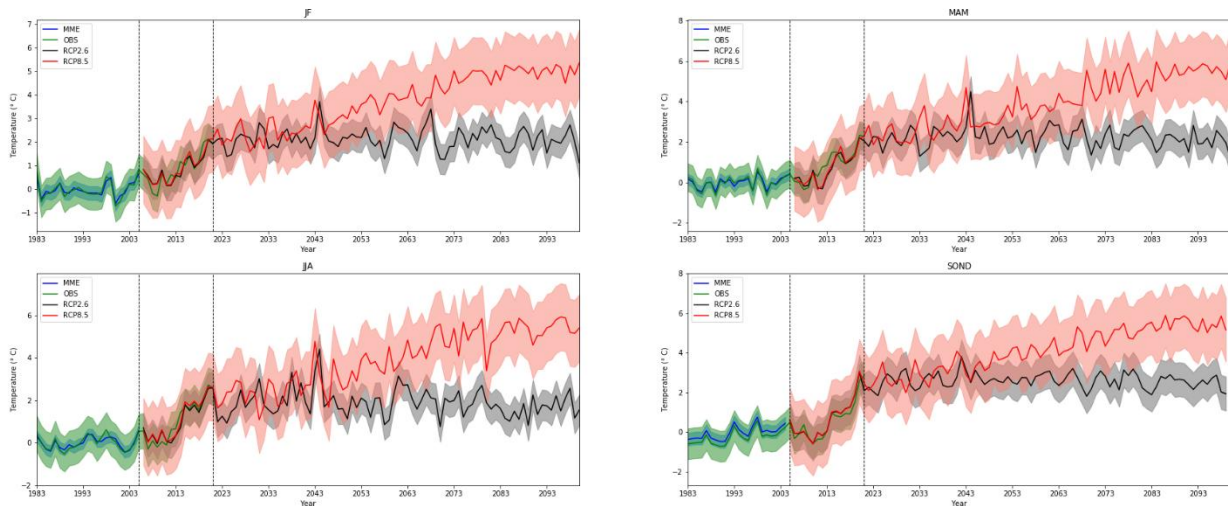 JF
MME
OBS
RCP2.6
RCP8.5
Temperature (° C)
7
6
5
4
3
2
1
0
−1
1983 1993 2003 2013 2023 2033 2043 2053 2063 2073 2083 2093
Year
MAM
MME
OBS
RCP2.6
RCP8.5
Temperature (° C)
8
6
4
2
0
−2
1983 1993 2003 2013 2023 2033 2043 2053 2063 2073 2083 2093
Year
JJA
MME
OBS
RCP2.6
RCP8.5
Temperature (° C)
6
4
2
0
−2
1983 1993 2003 2013 2023 2033 2043 2053 2063 2073 2083 2093
Year
SOND
MME
OBS
RCP2.6
RCP8.5
Temperature (° C)
8
6
4
2
0
−2
1983 1993 2003 2013 2023 2033 2043 2053 2063 2073 2083 2093
Year